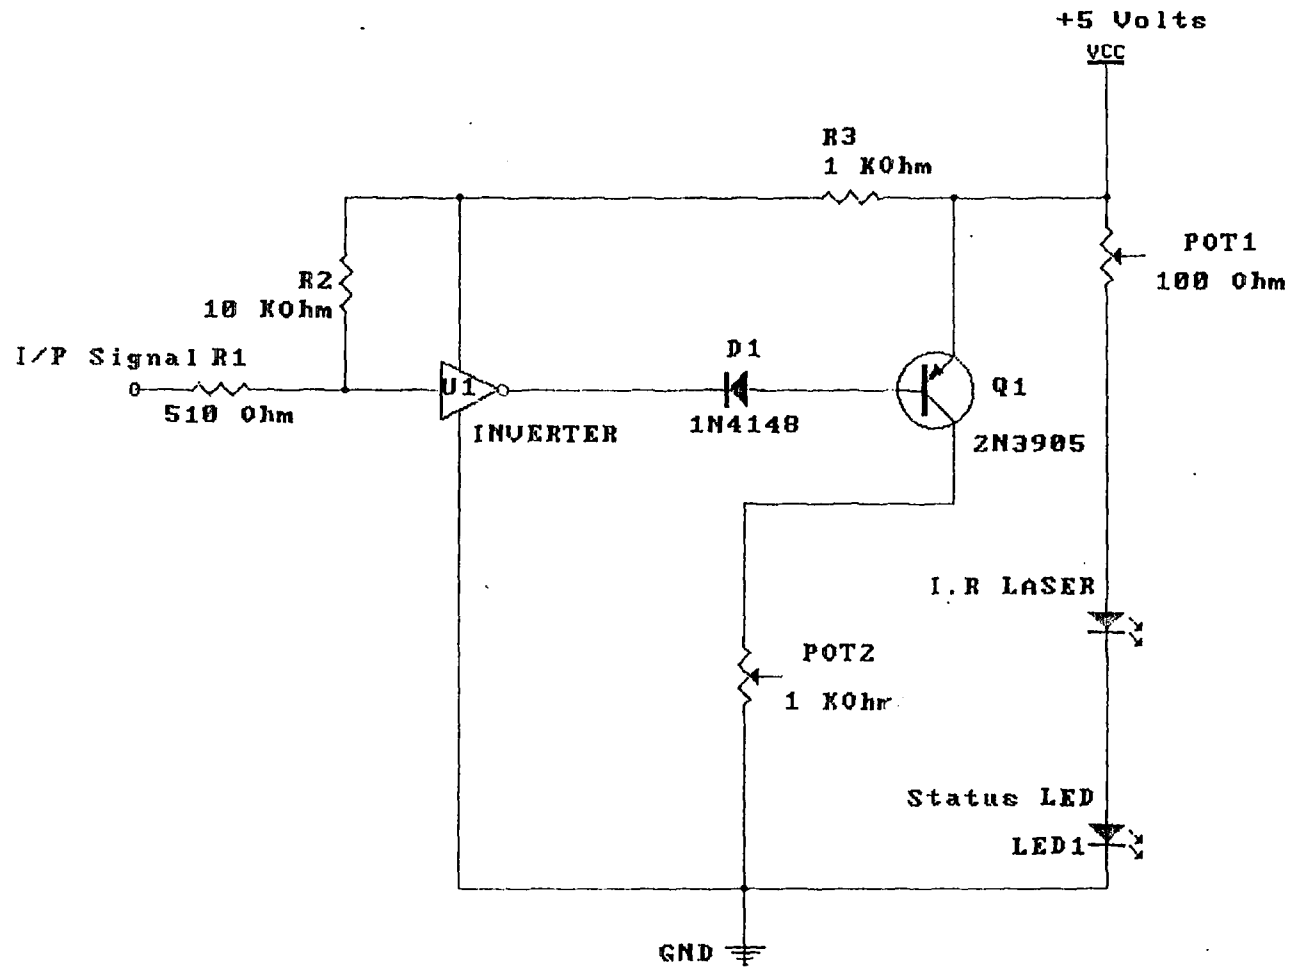 +5 Volts
VCC
R3
1 KOhm
POT1
100 Ohm
R2
10 KOhm
I/P Signal R1
510 Ohm
U1
INVERTER
D1
1N4148
Q1
2N3905
I.R LASER
POT2
1 KOhm
Status LED
LED1
GND